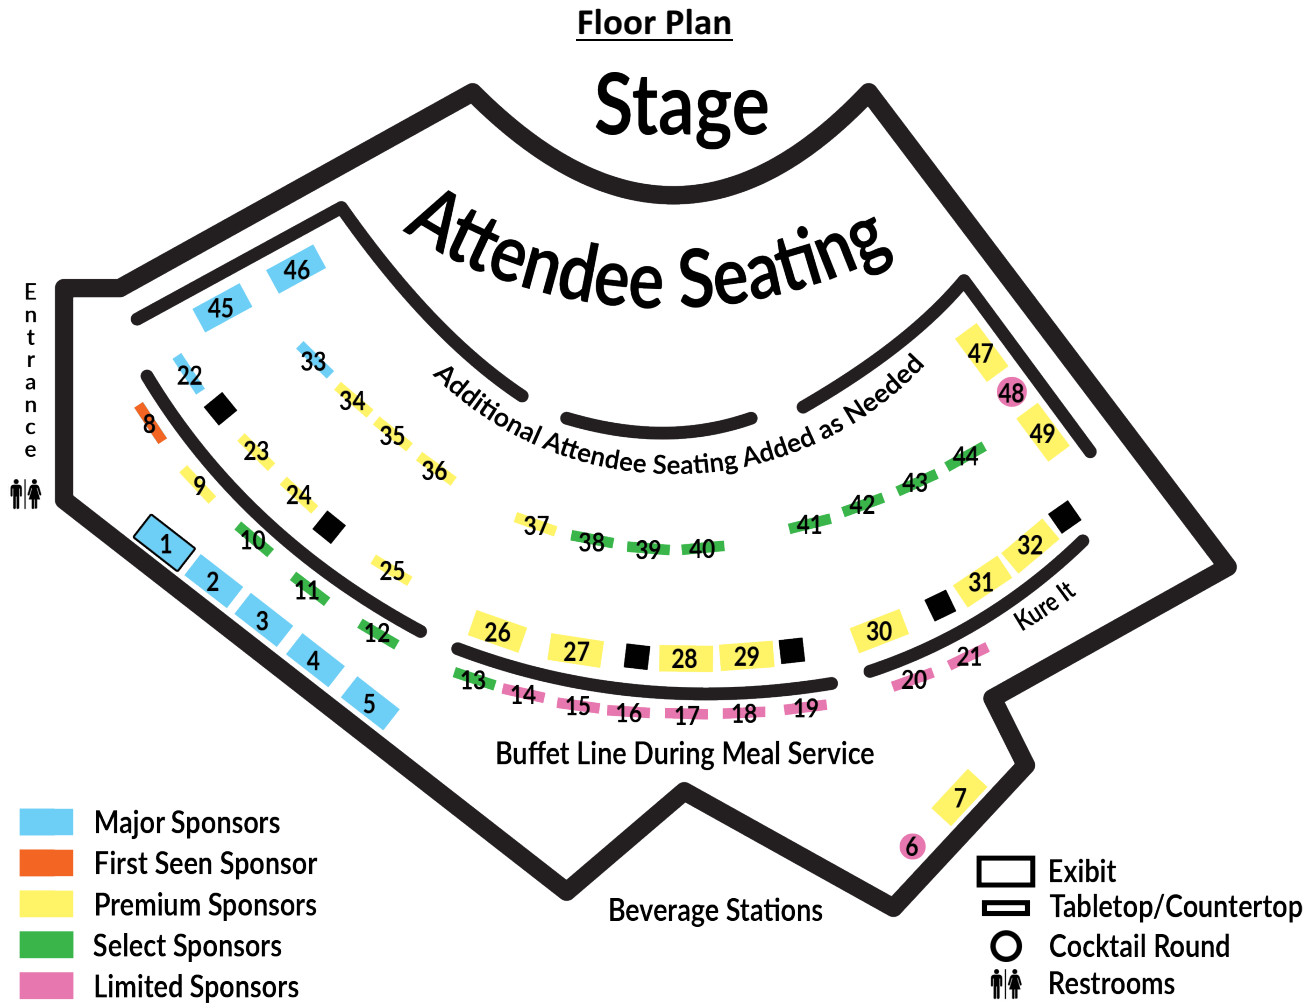 Floor Plan
Stage
Attendee Seating
Additional Attendee Seating Added as Needed
Entrance
46
45
47
33
22
48
34
8
35
49
23
36
44
9
24
43
42
37
41
10
38
39
40
1
32
25
2
11
31
3
12
26
30
Kure It
27
28
29
4
21
13
20
14
5
15
16
17
18
19
Buffet Line During Meal Service
7
6
Beverage Stations
Major Sponsors
First Seen Sponsor
Premium Sponsors
Select Sponsors
Limited Sponsors
Exibit
Tabletop/Countertop
Cocktail Round
Restrooms